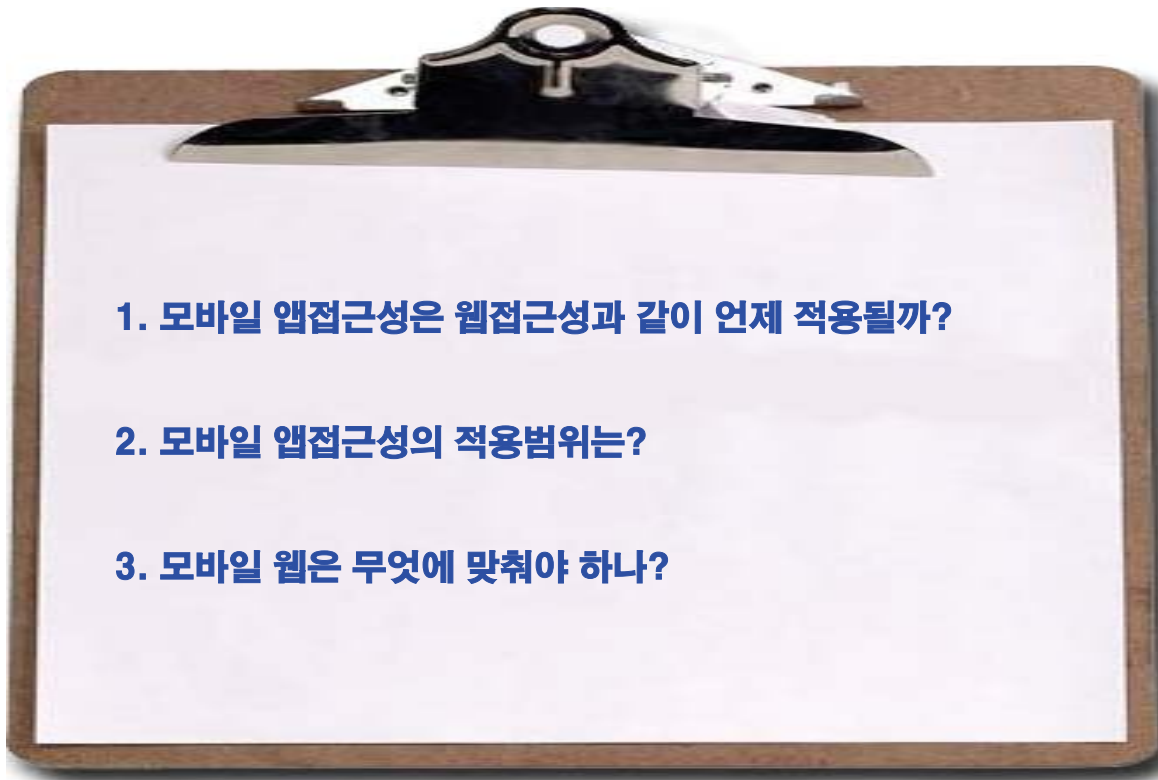 1. 모바일 앱접근성은 웹접근성과 같이 언제 적용될까?
2. 모바일 앱접근성의 적용범위는?
3. 모바일 웹은 무엇에 맞춰야 하나?